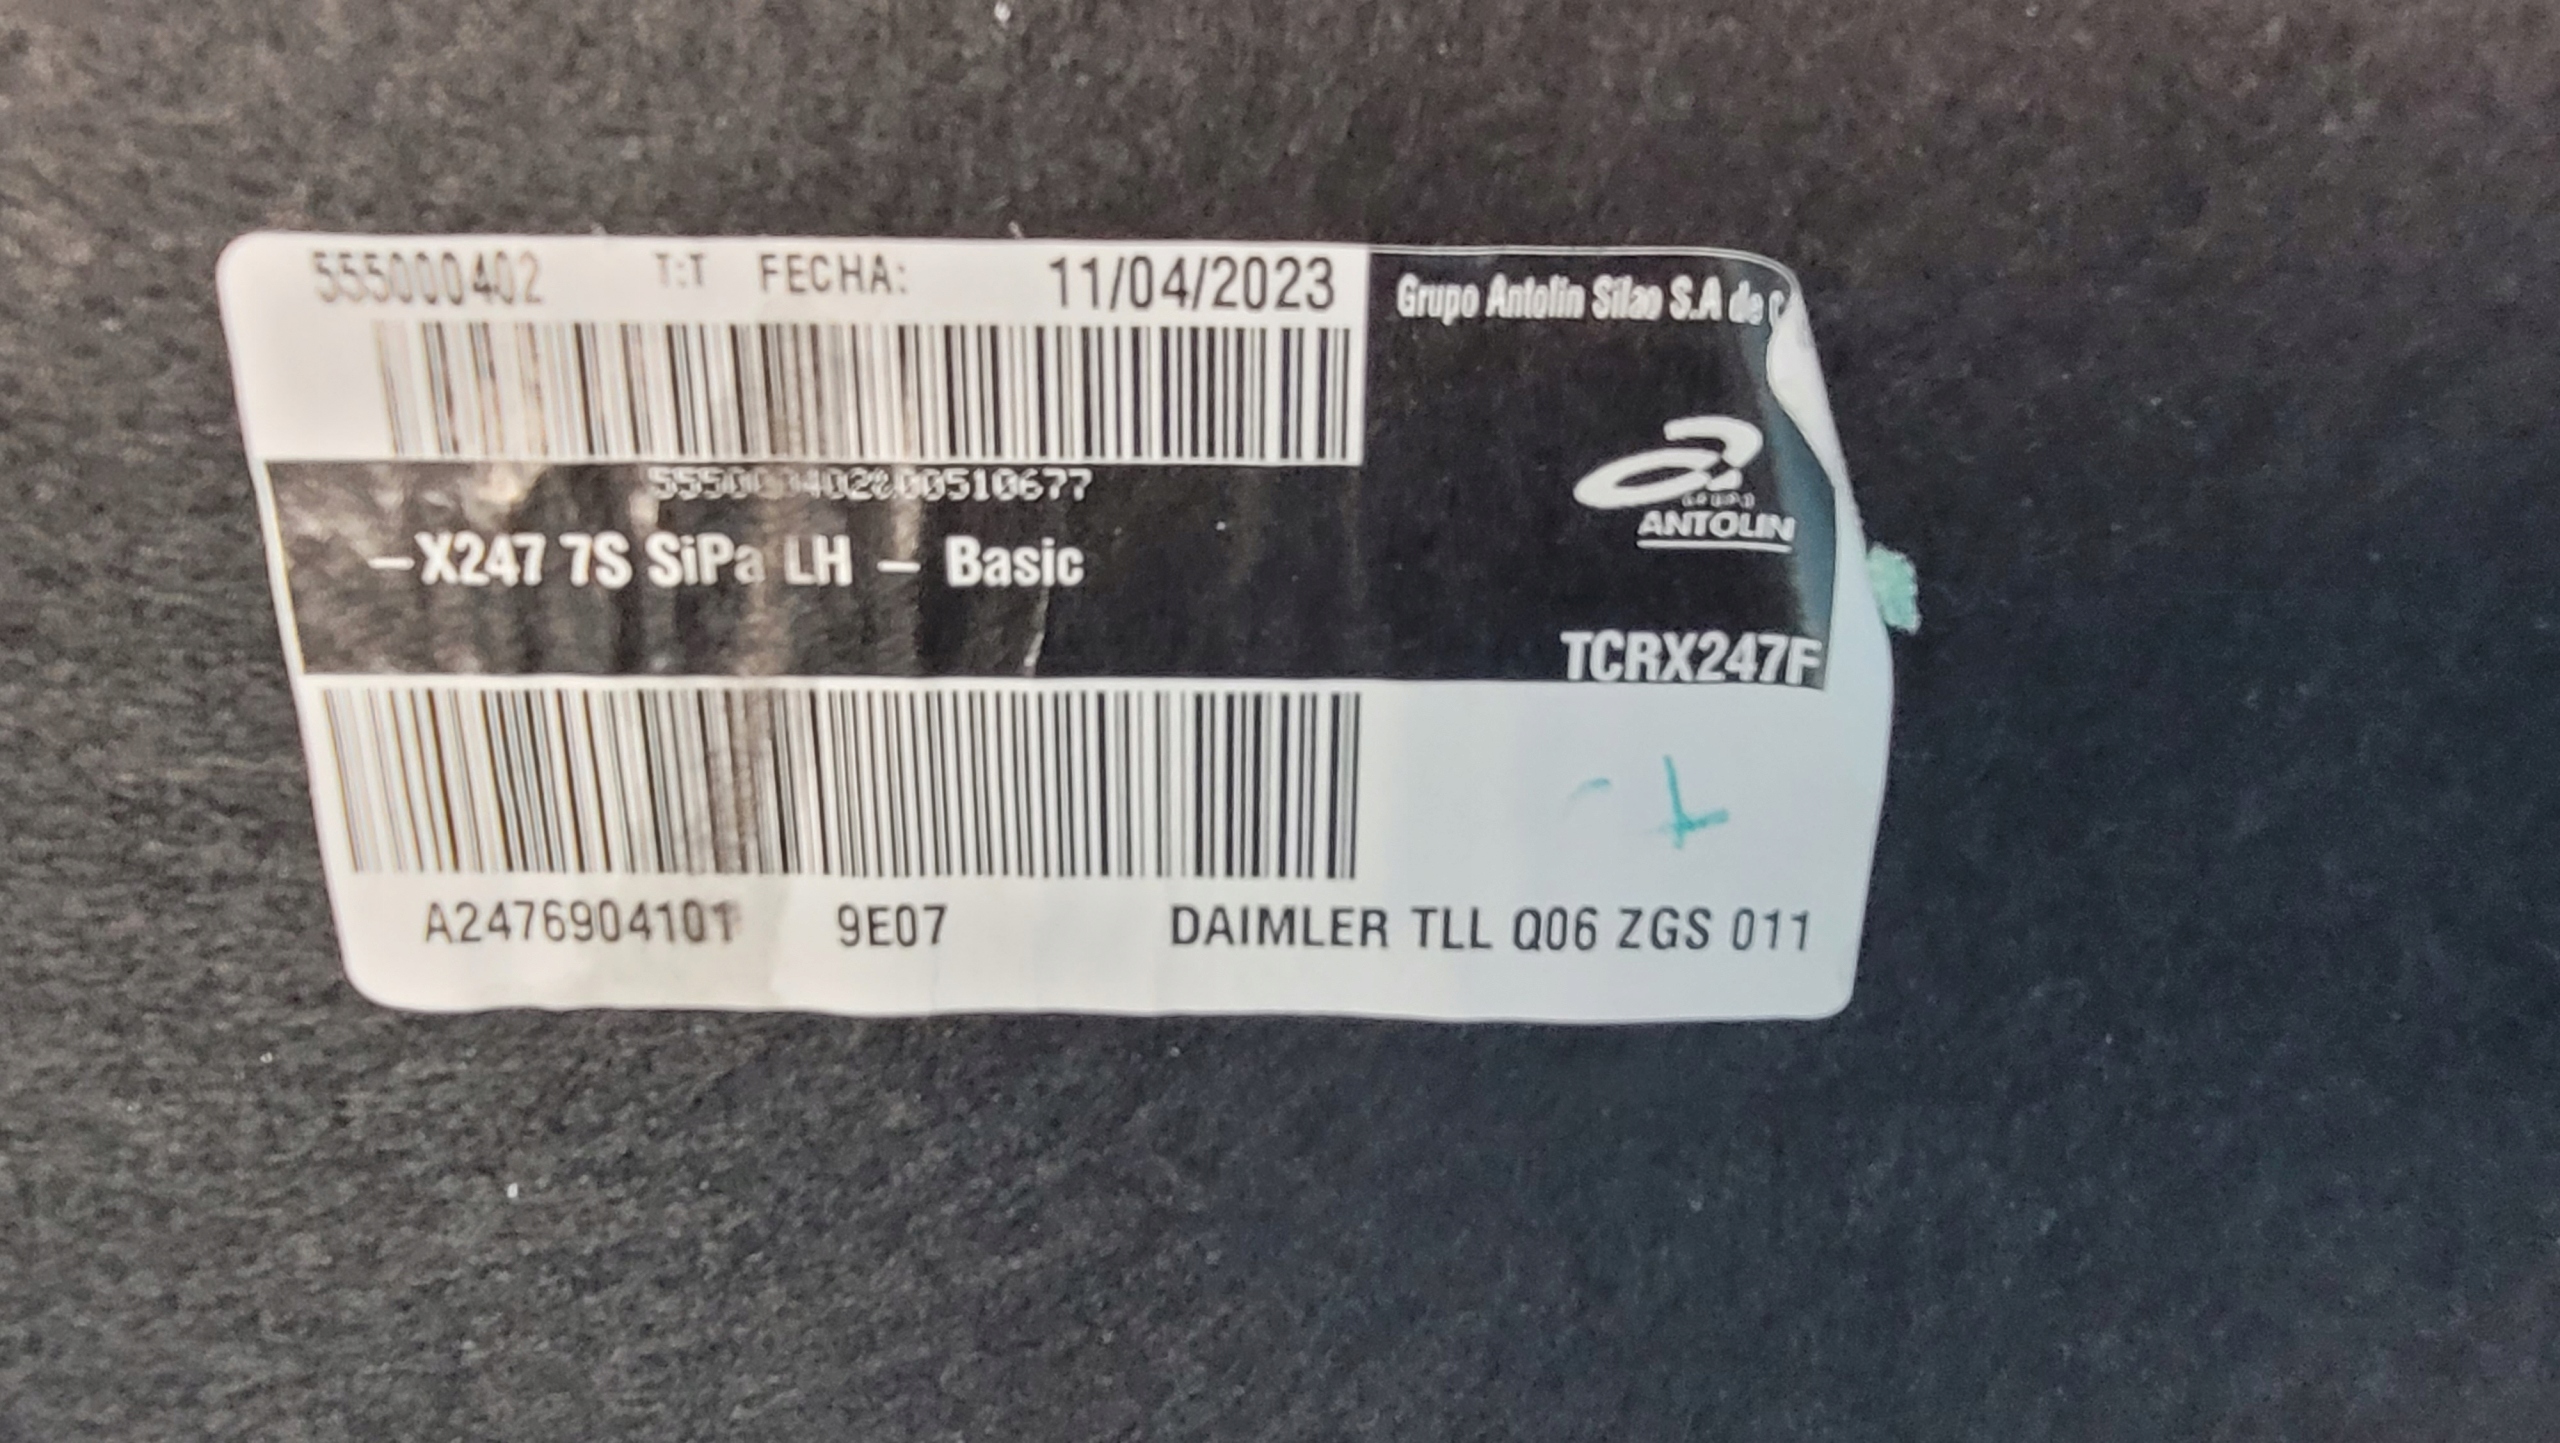 555000402 T:T FECHA: 11/04/2023
Grupo Antolin Silao S.A de
–X247 7S SiPa LH – Basic
GRUPO
ANTOLIN
TCRX247F
A2476904101 9E07 DAIMLER TLL Q06 ZGS 011